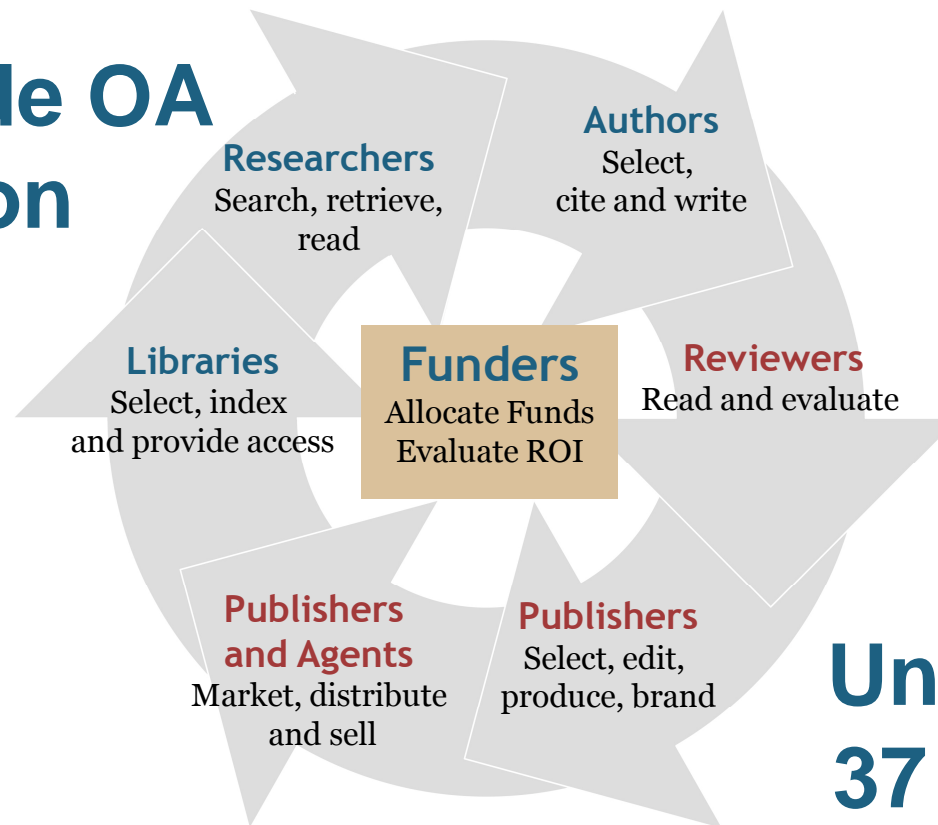 OA
on
Researchers
Search, retrieve,
read
Authors
Select,
cite and write
Libraries
Select, index
and provide access
Funders
Allocate Funds
Evaluate ROI
Reviewers
Read and evaluate
Publishers
and Agents
Market, distribute
and sell
Publishers
Select, edit,
produce, brand
Un
37